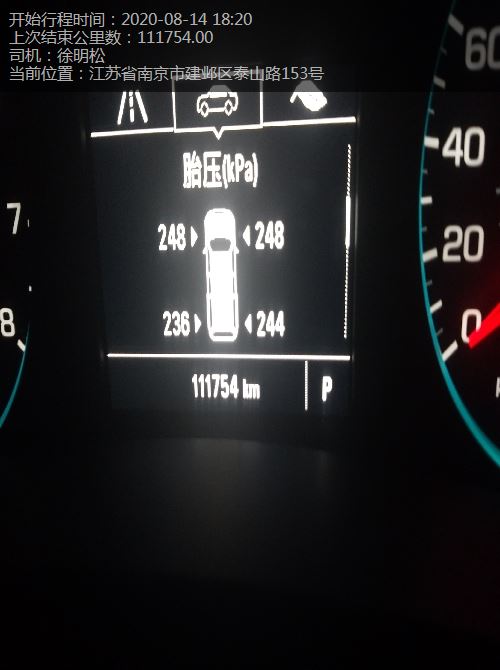 开始行程时间：2020-08-14 18:20
上次结束公里数：111754.00
司机：徐明松
当前位置：江苏省南京市建邺区泰山路153号
胎压(kPa)
248 248
236 244
111754 km P
7
8
60
40
20
0